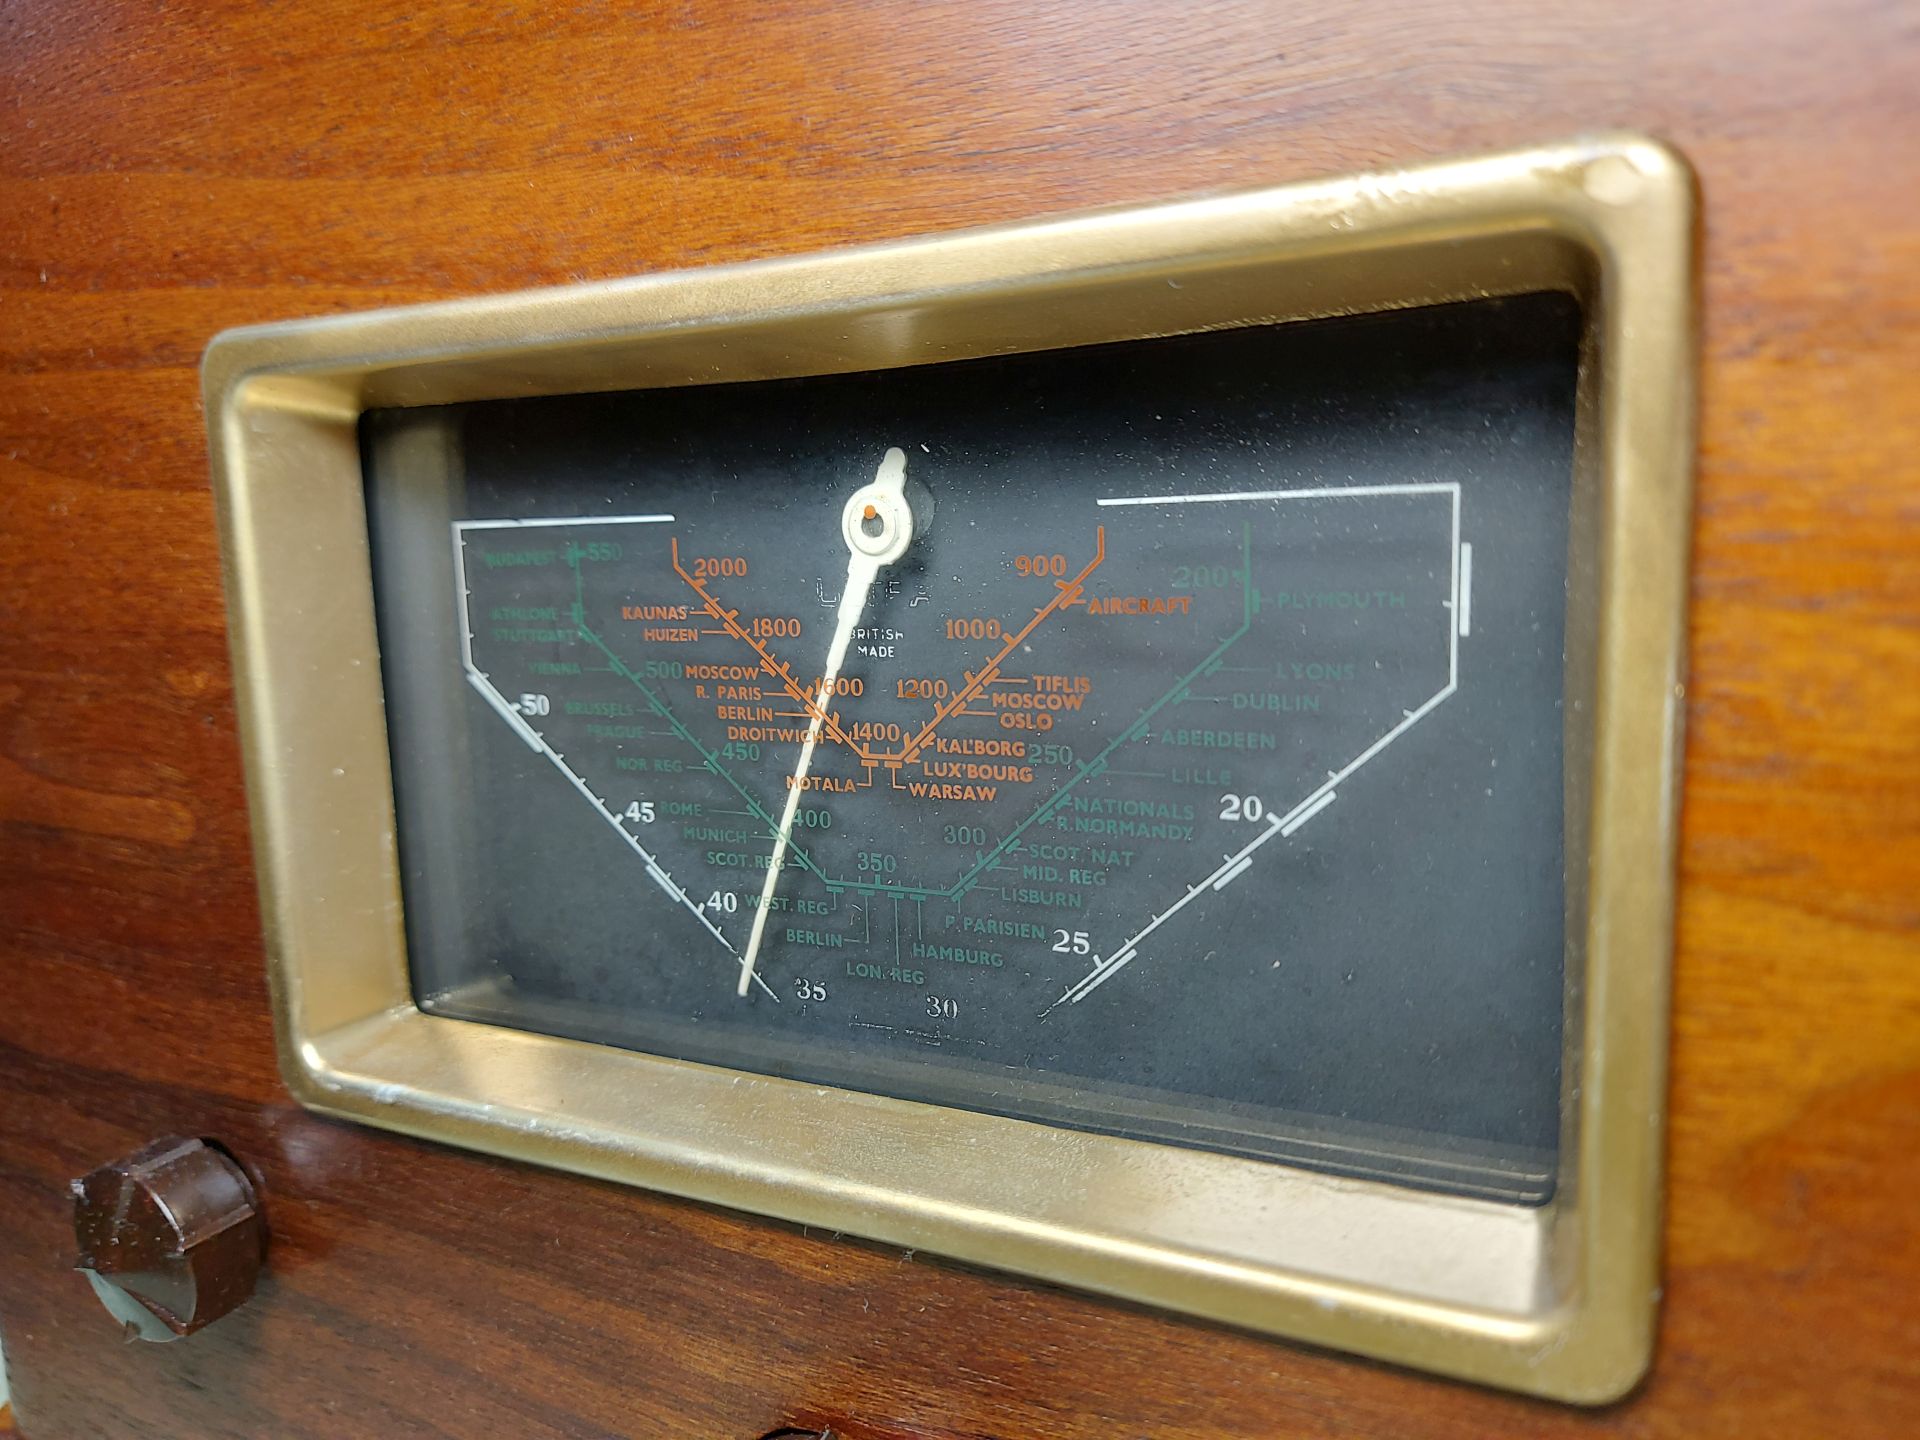 BUDAPEST 550
ATHLONE
STUTTGART
VIENNA 500
BRUSSELS
PRAGUE
NOR REG 450
ROME
MUNICH 400
SCOT. REG
WEST. REG
350
BERLIN
LON. REG
HAMBURG
P. PARISIEN
LISBURN
300
MID. REG
SCOT. NAT
R. NORMANDY
NATIONALS
LILLE
250
ABERDEEN
DUBLIN
LYONS
200 PLYMOUTH
2000
KAUNAS
HUIZEN 1800
MOSCOW
R. PARIS 1600
BERLIN
DROITWICH 1400
MOTALA
WARSAW
LUX'BOURG
KALBORG
OSLO
1200 MOSCOW
TIFLIS
1000
AIRCRAFT
900
BRITISH
MADE
50
45
40
35
30
25
20